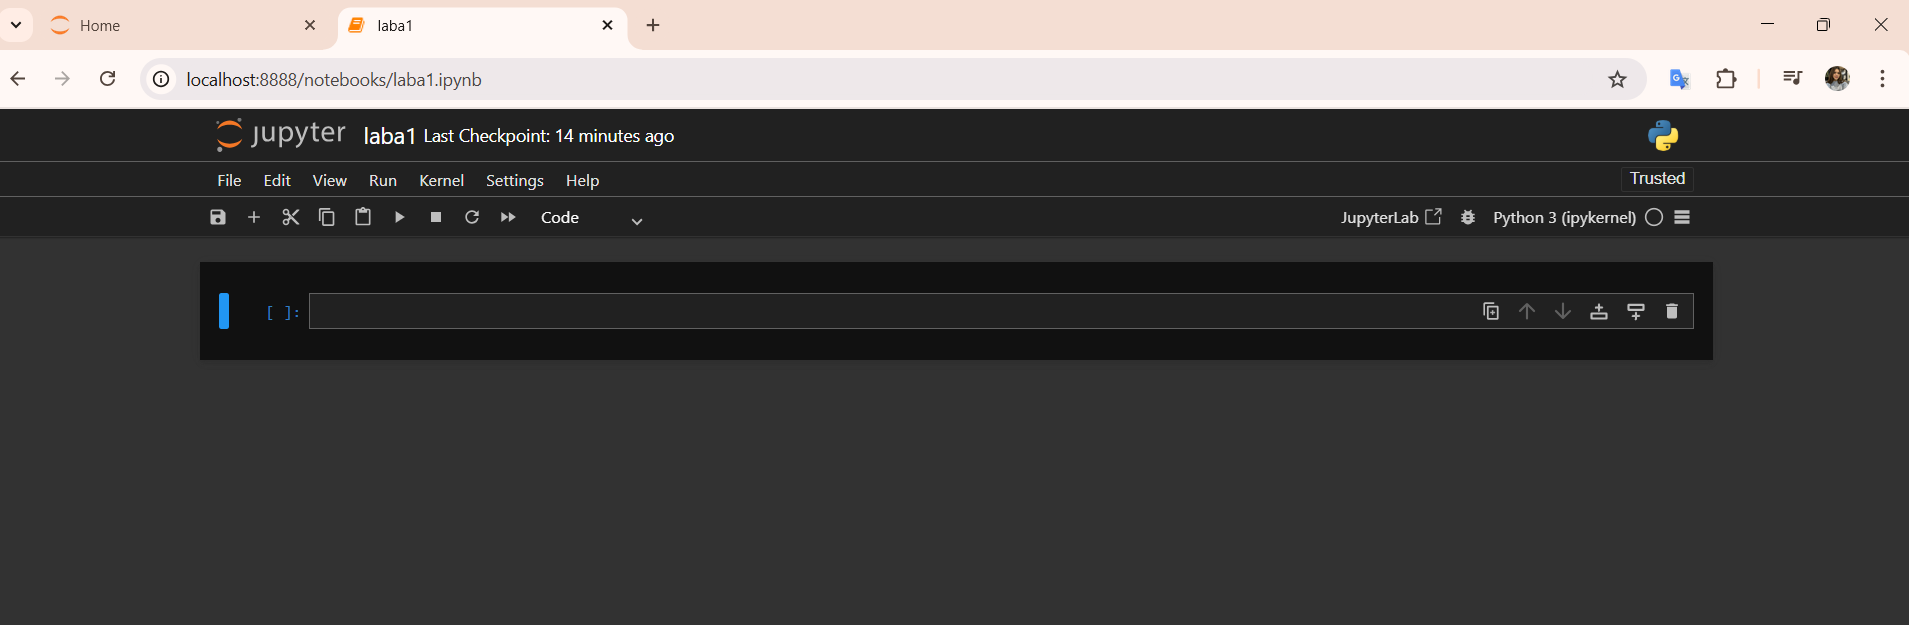 Home
laba1
localhost:8888/notebooks/laba1.ipynb
jupyter laba1 Last Checkpoint: 14 minutes ago
File Edit View Run Kernel Settings Help
Trusted
Code
JupyterLab
Python 3 (ipykernel)
[ ]: